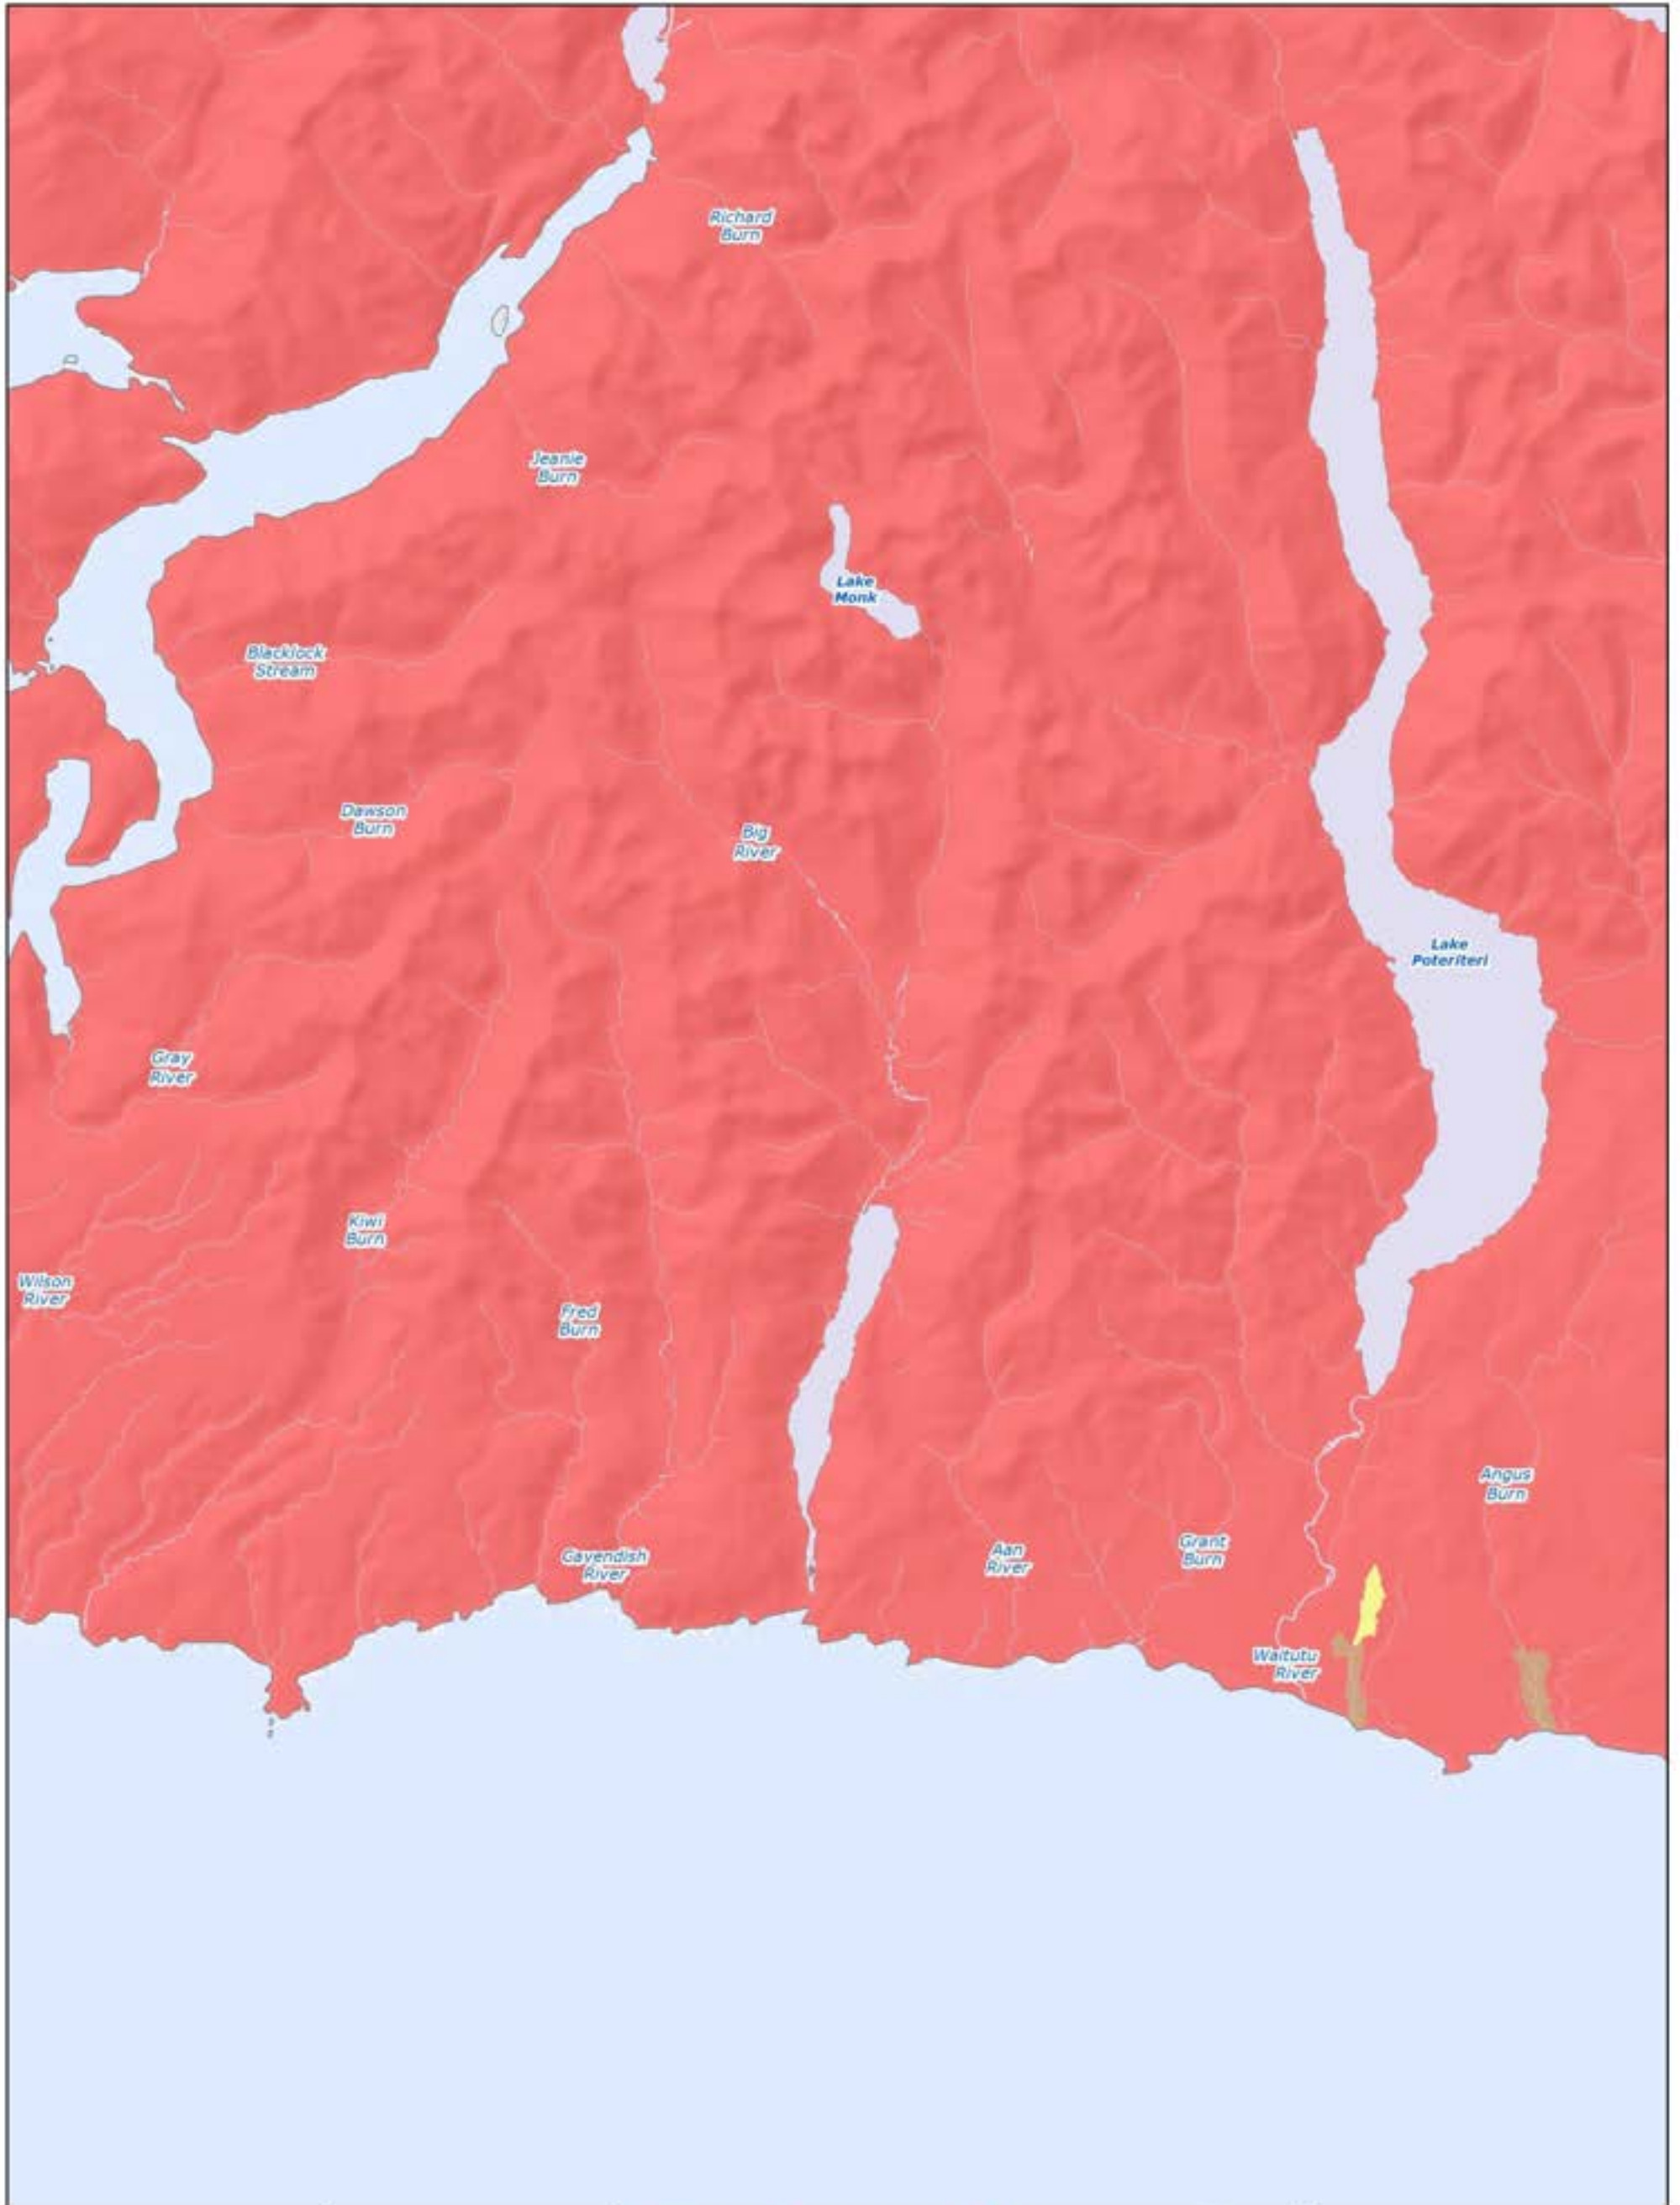 Richard
Burn
Jeanie
Burn
Lake
Monk
Blacklock
Stream
Dawson
Burn
Big
River
Lake
Poteriteri
Gray
River
Kiwi
Burn
Wilson
River
Fred
Burn
Angus
Burn
Cavendish
River
Aan
River
Grant
Burn
Waitutu
River